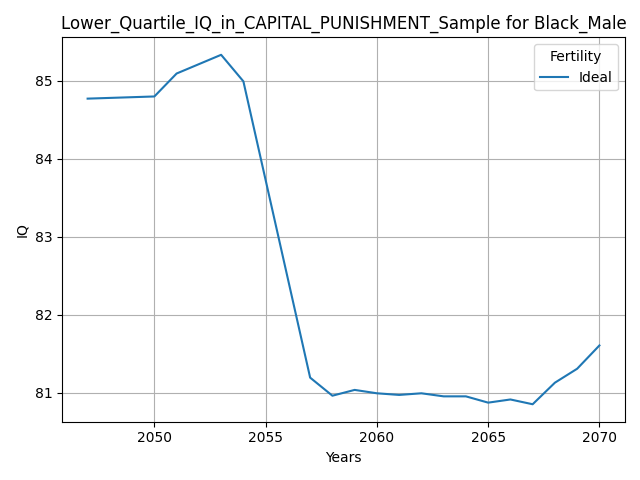 Lower_Quartile_IQ_in_CAPITAL_PUNISHMENT_Sample for Black_Male
Fertility
Ideal
85
84
83
82
81
IQ
2050 2055 2060 2065 2070
Years